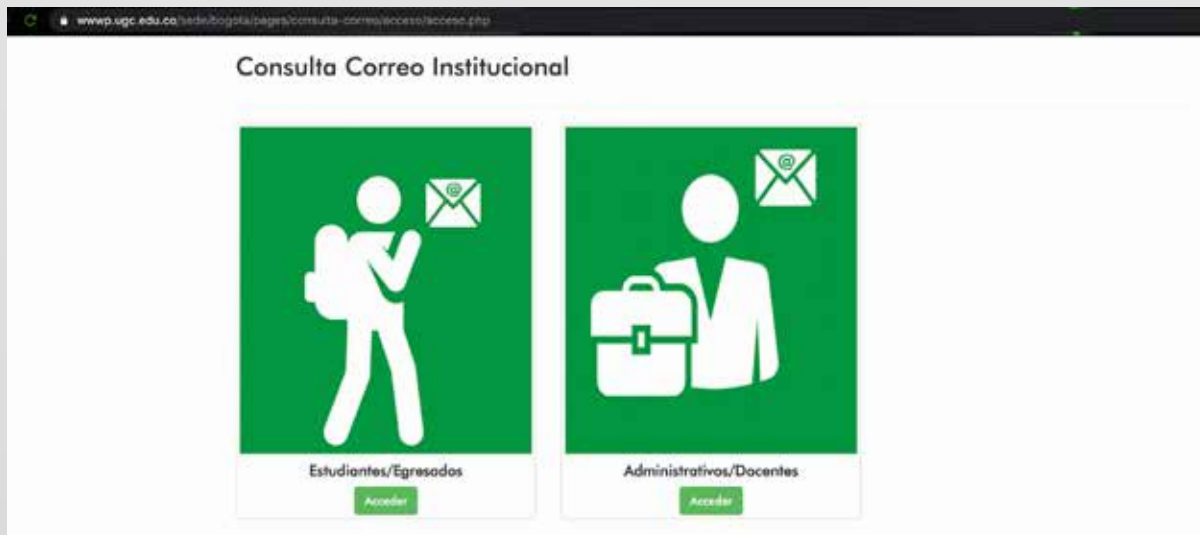 wwwp.ugc.edu.co/sede/bogota/pages/consulta-correo/acceso/acceso.php
Consulta Correo Institucional
@
@
Estudiantes/Egresados
Administrativos/Docentes
Acceder
Acceder